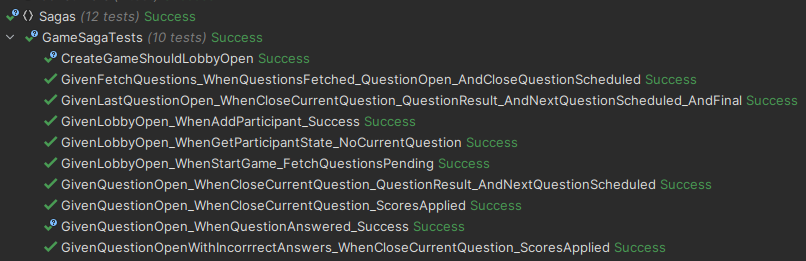 Sagas (12 tests) Success
GameSagaTests (10 tests) Success
CreateGameShouldLobbyOpen Success
GivenFetchQuestions_WhenQuestionsFetched_QuestionOpen_AndCloseQuestionScheduled Success
GivenLastQuestionOpen_WhenCloseCurrentQuestion_QuestionResult_AndNextQuestionScheduled_AndFinal Success
GivenLobbyOpen_WhenAddParticipant_Success Success
GivenLobbyOpen_WhenGetParticipantState_NoCurrentQuestion Success
GivenLobbyOpen_WhenStartGame_FetchQuestionsPending Success
GivenQuestionOpen_WhenCloseCurrentQuestion_QuestionResult_AndNextQuestionScheduled Success
GivenQuestionOpen_WhenCloseCurrentQuestion_ScoresApplied Success
GivenQuestionOpen_WhenQuestionAnswered_Success Success
GivenQuestionOpenWithIncorrrectAnswers_WhenCloseCurrentQuestion_ScoresApplied Success